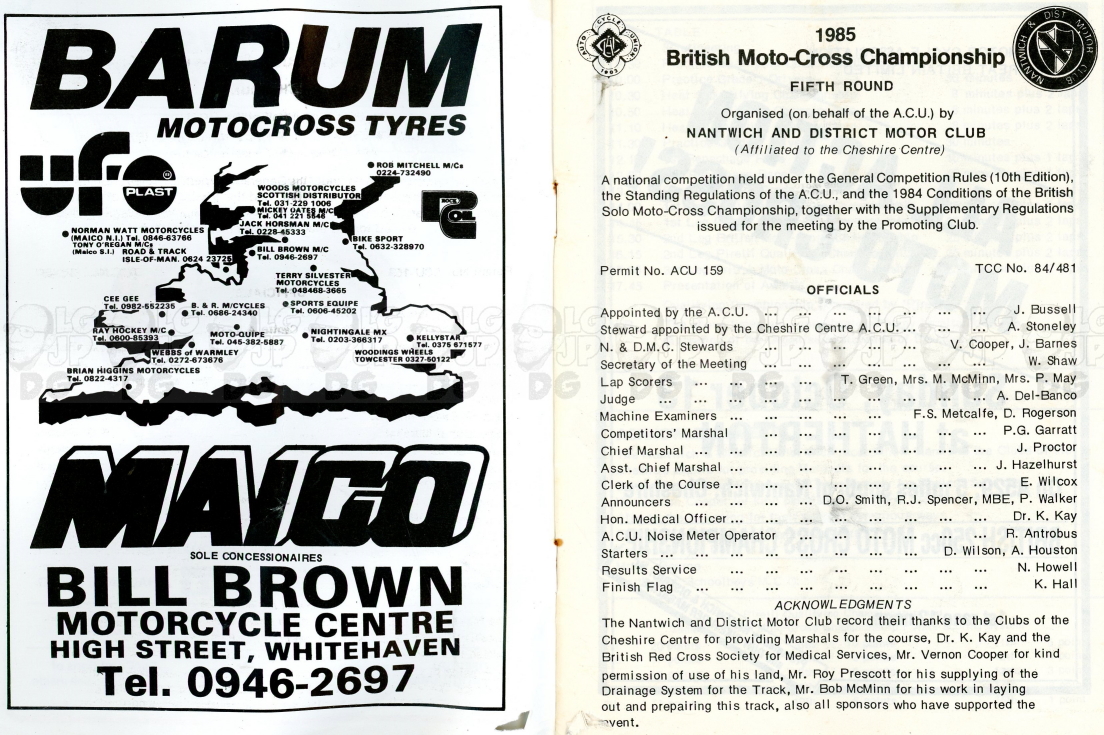 BARUM
MOTOCROSS TYRES
ufo
PLAST
ROCK
OIL
ROB MITCHELL M/Cs
0224-732490
WOODS MOTORCYCLES
SCOTTISH DISTRIBUTOR
Tel. 031-229 1006
MICKEY OATES M/C
Tel. 041 221 5646
JACK HORSMAN M/C
Tel. 0228-45333
NORMAN WATT MOTORCYCLES
(MAICO N.I.) Tel. 0846-63766
TONY O'REGAN M/Cs
(Maico S.I.)
ROAD & TRACK
ISLE-OF-MAN. 0624 23725
BILL BROWN M/C
Tel. 0946-2697
BIKE SPORT
Tel. 0632-328970
TERRY SILVESTER
MOTORCYCLES
Tel. 048468-3665
CEE GEE
Tel. 0982-552235
B. & R. M/CYCLES
Tel. 0686-24340
SPORTS EQUIPE
Tel. 0606-45202
RAY HOCKEY M/C
Tel. 0600-85393
MOTO-QUIPE
Tel. 045-382-5887
NIGHTINGALE MX
Tel. 0203-366317
KELLYSTAR
Tel. 0375 671577
WEBBS of WARMLEY
Tel. 0272-673676
WOODINGS WHEELS
TOWCESTER 0327-50122
BRIAN HIGGINS MOTORCYCLES
Tel. 0822-4317
MAICO
SOLE CONCESSIONAIRES
BILL BROWN
MOTORCYCLE CENTRE
HIGH STREET, WHITEHAVEN
Tel. 0946-2697
AUTO CYCLE UNION
1903
NANTWICH & DIST MOTOR CLUB
1985
British Moto-Cross Championship
FIFTH ROUND
Organised (on behalf of the A.C.U.) by
NANTWICH AND DISTRICT MOTOR CLUB
(Affiliated to the Cheshire Centre)
A national competition held under the General Competition Rules (10th Edition),
the Standing Regulations of the A.C.U., and the 1984 Conditions of the British
Solo Moto-Cross Championship, together with the Supplementary Regulations
issued for the meeting by the Promoting Club.
Permit No. ACU 159 TCC No. 84/481
OFFICIALS
Appointed by the A.C.U. ... ... ... ... ... ... ... J. Bussell
Steward appointed by the Cheshire Centre A.C.U. ... ... ... A. Stoneley
N. & D.M.C. Stewards ... ... ... ... ... V. Cooper, J. Barnes
Secretary of the Meeting ... ... ... ... ... ... ... W. Shaw
Lap Scorers ... ... ... ... T. Green, Mrs. M. McMinn, Mrs. P. May
Judge ... ... ... ... ... ... ... ... ... A. Del-Banco
Machine Examiners ... ... ... ... ... F.S. Metcalfe, D. Rogerson
Competitors' Marshal ... ... ... ... ... ... ... P.G. Garratt
Chief Marshal ... ... ... ... ... ... ... ... ... J. Proctor
Asst. Chief Marshal ... ... ... ... ... ... ... ... J. Hazelhurst
Clerk of the Course ... ... ... ... ... ... ... ... E. Wilcox
Announcers ... ... ... ... D.O. Smith, R.J. Spencer, MBE, P. Walker
Hon. Medical Officer ... ... ... ... ... ... ... ... Dr. K. Kay
A.C.U. Noise Meter Operator ... ... ... ... ... ... R. Antrobus
Starters ... ... ... ... ... ... ... D. Wilson, A. Houston
Results Service ... ... ... ... ... ... ... ... N. Howell
Finish Flag ... ... ... ... ... ... ... ... ... K. Hall
ACKNOWLEDGMENTS
The Nantwich and District Motor Club record their thanks to the Clubs of the
Cheshire Centre for providing Marshals for the course, Dr. K. Kay and the
British Red Cross Society for Medical Services, Mr. Vernon Cooper for kind
permission of use of his land, Mr. Roy Prescott for his supplying of the
Drainage System for the Track, Mr. Bob McMinn for his work in laying
out and prepairing this track, also all sponsors who have supported the
event.